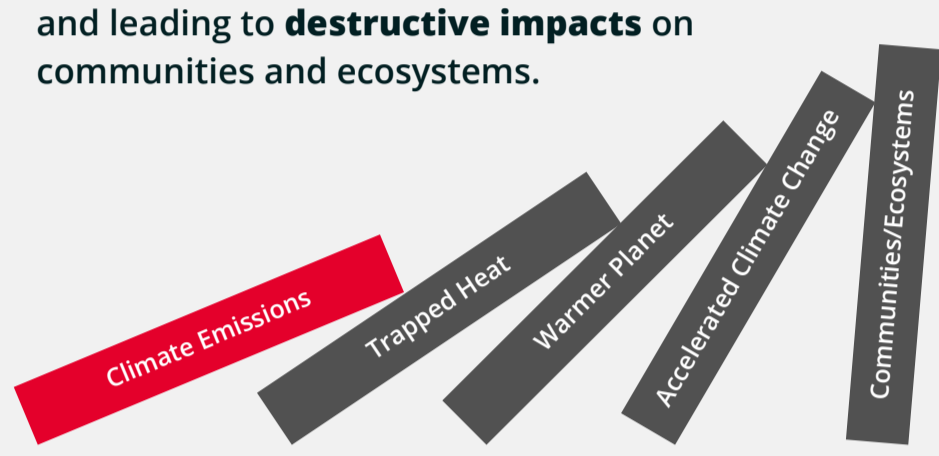 and leading to destructive impacts on
communities and ecosystems.
Climate Emissions
Trapped Heat
Warmer Planet
Accelerated Climate Change
Communities/Ecosystems